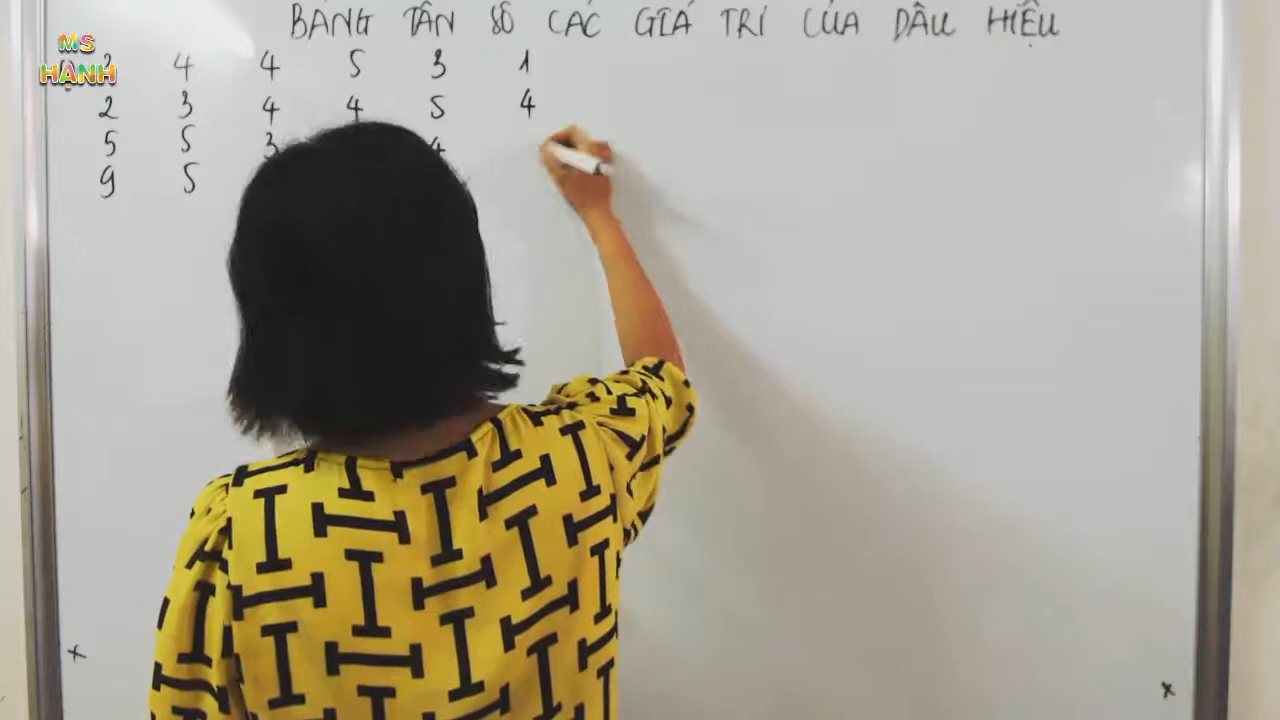 BẢNG TẦN SỐ CÁC GIÁ TRỊ CỦA DẤU HIỆU
MS
HẠNH
2 4 4 5 3 1
2 3 4 4 5 4
5 5 3 4
9 5